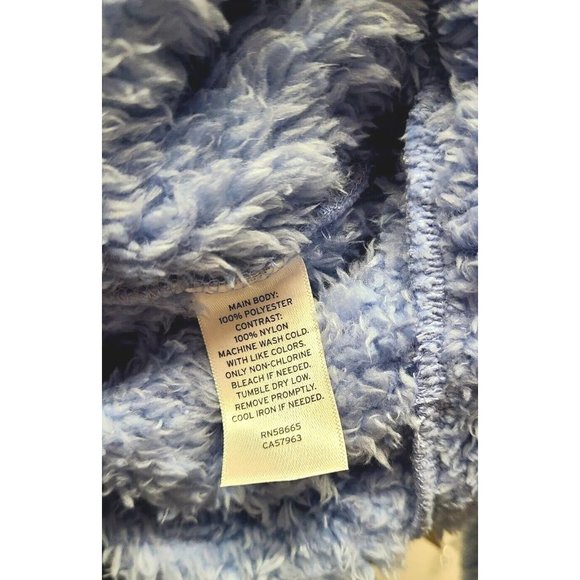 MAIN BODY:
100% POLYESTER
CONTRAST:
100% NYLON
MACHINE WASH COLD.
WITH LIKE COLORS.
ONLY NON-CHLORINE
BLEACH IF NEEDED.
TUMBLE DRY LOW.
REMOVE PROMPTLY.
COOL IRON IF NEEDED.
RN58665
CA57963